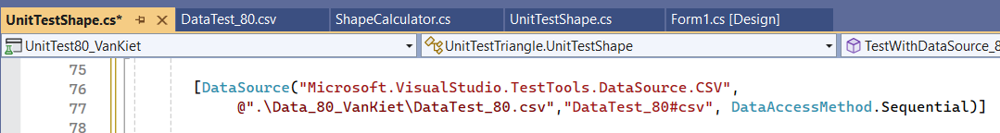 UnitTestShape.cs* DataTest_80.csv ShapeCalculator.cs UnitTestShape.cs Form1.cs [Design]
UnitTest80_VanKiet UnitTestTriangle.UnitTestShape TestWithDataSource_8
75
76 [DataSource("Microsoft.VisualStudio.TestTools.DataSource.CSV",
77 @".\Data_80_VanKiet\DataTest_80.csv","DataTest_80#csv", DataAccessMethod.Sequential)]
78